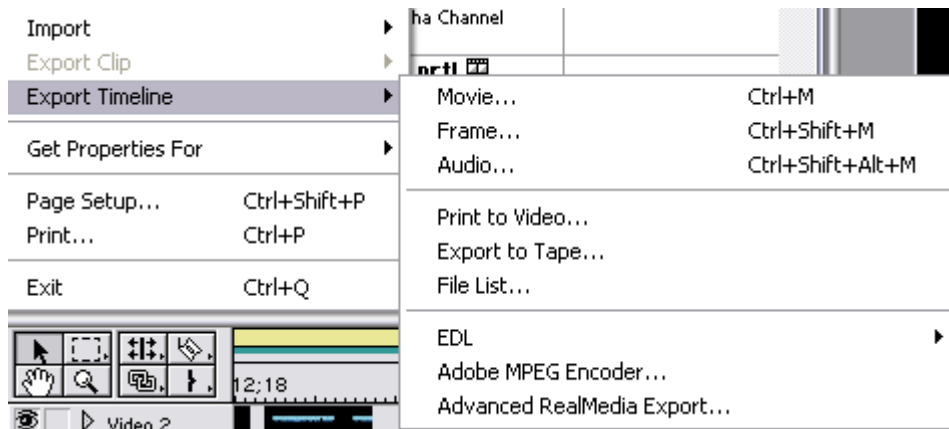 Import
Export Clip
Export Timeline
Get Properties For
Page Setup... Ctrl+Shift+P
Print... Ctrl+P
Exit Ctrl+Q
ha Channel
Movie... Ctrl+M
Frame... Ctrl+Shift+M
Audio... Ctrl+Shift+Alt+M
Print to Video...
Export to Tape...
File List...
EDL
Adobe MPEG Encoder...
Advanced RealMedia Export...
12;18
Video 2